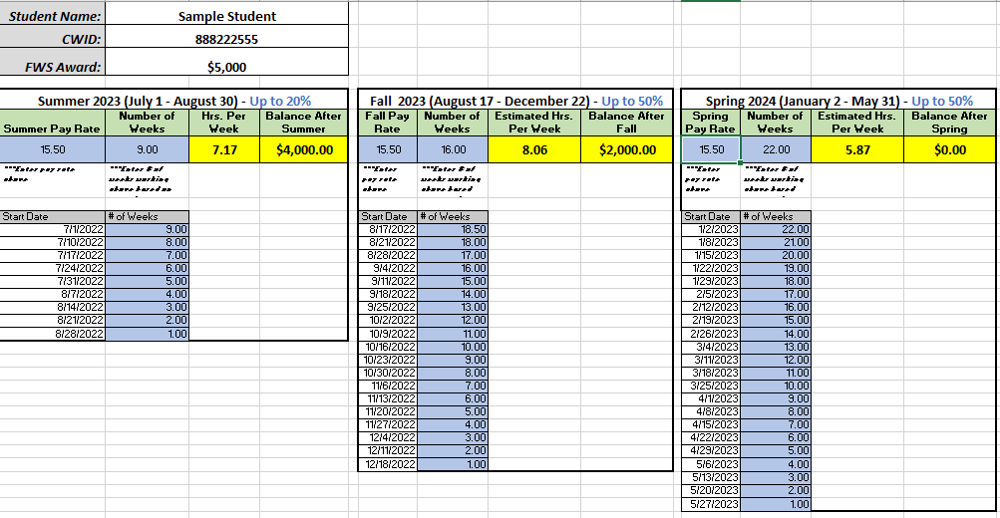 Student Name: Sample Student
CWID: 888222555
FWS Award: $5,000
Summer 2023 (July 1 - August 30) - Up to 20%
Summer Pay Rate Number of Weeks Hrs. Per Week Balance After Summer
15.50 9.00 7.17 $4,000.00
***Enter pay rate above ***Enter # of weeks working above based on
Start Date # of Weeks
7/1/2022 9.00
7/10/2022 8.00
7/17/2022 7.00
7/24/2022 6.00
7/31/2022 5.00
8/7/2022 4.00
8/14/2022 3.00
8/21/2022 2.00
8/28/2022 1.00
Fall 2023 (August 17 - December 22) - Up to 50%
Fall Pay Rate Number of Weeks Estimated Hrs. Per Week Balance After Fall
15.50 16.00 8.06 $2,000.00
***Enter pay rate above ***Enter # of weeks working above based
Start Date # of Weeks
8/17/2022 18.50
8/21/2022 18.00
8/28/2022 17.00
9/4/2022 16.00
9/11/2022 15.00
9/18/2022 14.00
9/25/2022 13.00
10/2/2022 12.00
10/9/2022 11.00
10/16/2022 10.00
10/23/2022 9.00
10/30/2022 8.00
11/6/2022 7.00
11/13/2022 6.00
11/20/2022 5.00
11/27/2022 4.00
12/4/2022 3.00
12/11/2022 2.00
12/18/2022 1.00
Spring 2024 (January 2 - May 31) - Up to 50%
Spring Pay Rate Number of Weeks Estimated Hrs. Per Week Balance After Spring
15.50 22.00 5.87 $0.00
***Enter pay rate above ***Enter # of weeks working above based
Start Date # of Weeks
1/2/2023 22.00
1/8/2023 21.00
1/15/2023 20.00
1/22/2023 19.00
1/29/2023 18.00
2/5/2023 17.00
2/12/2023 16.00
2/19/2023 15.00
2/26/2023 14.00
3/4/2023 13.00
3/11/2023 12.00
3/18/2023 11.00
3/25/2023 10.00
4/1/2023 9.00
4/8/2023 8.00
4/15/2023 7.00
4/22/2023 6.00
4/29/2023 5.00
5/6/2023 4.00
5/13/2023 3.00
5/20/2023 2.00
5/27/2023 1.00